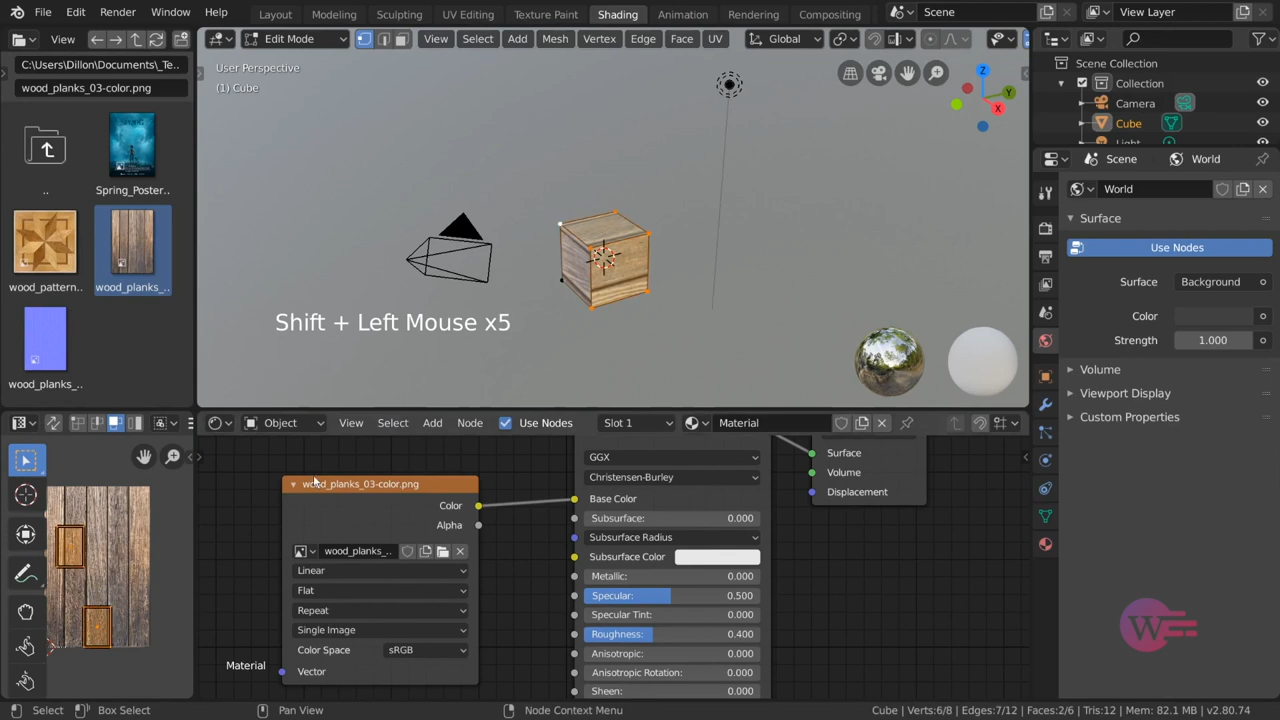 File Edit Render Window Help Layout Modeling Sculpting UV Editing Texture Paint Shading Animation Rendering Compositing Scene View Layer
View Edit Mode View Select Add Mesh Vertex Edge Face UV Global
C:\Users\Dillon\Documents\_Te..
wood_planks_03-color.png
User Perspective
(1) Cube
Z
Y
X
Scene Collection
Collection
Camera
Cube
Light
Scene World
World
Surface
Use Nodes
Surface Background
Color
Strength 1.000
Volume
Viewport Display
Custom Properties
..
Spring_Poster..
wood_pattern..
wood_planks_..
wood_planks_..
Shift + Left Mouse x5
Object View Select Add Node Use Nodes Slot 1 Material
wood_planks_03-color.png
Color
Alpha
wood_planks_..
Linear
Flat
Repeat
Single Image
Color Space sRGB
Vector
Material
GGX
Christensen-Burley
Base Color
Subsurface: 0.000
Subsurface Radius
Subsurface Color
Metallic: 0.000
Specular: 0.500
Specular Tint: 0.000
Roughness: 0.400
Anisotropic: 0.000
Anisotropic Rotation: 0.000
Sheen: 0.000
Surface
Volume
Displacement
W
Select Box Select Pan View Node Context Menu Cube | Verts:6/8 | Edges:7/12 | Faces:2/6 | Tris:12 | Mem: 82.1 MB | v2.80.74